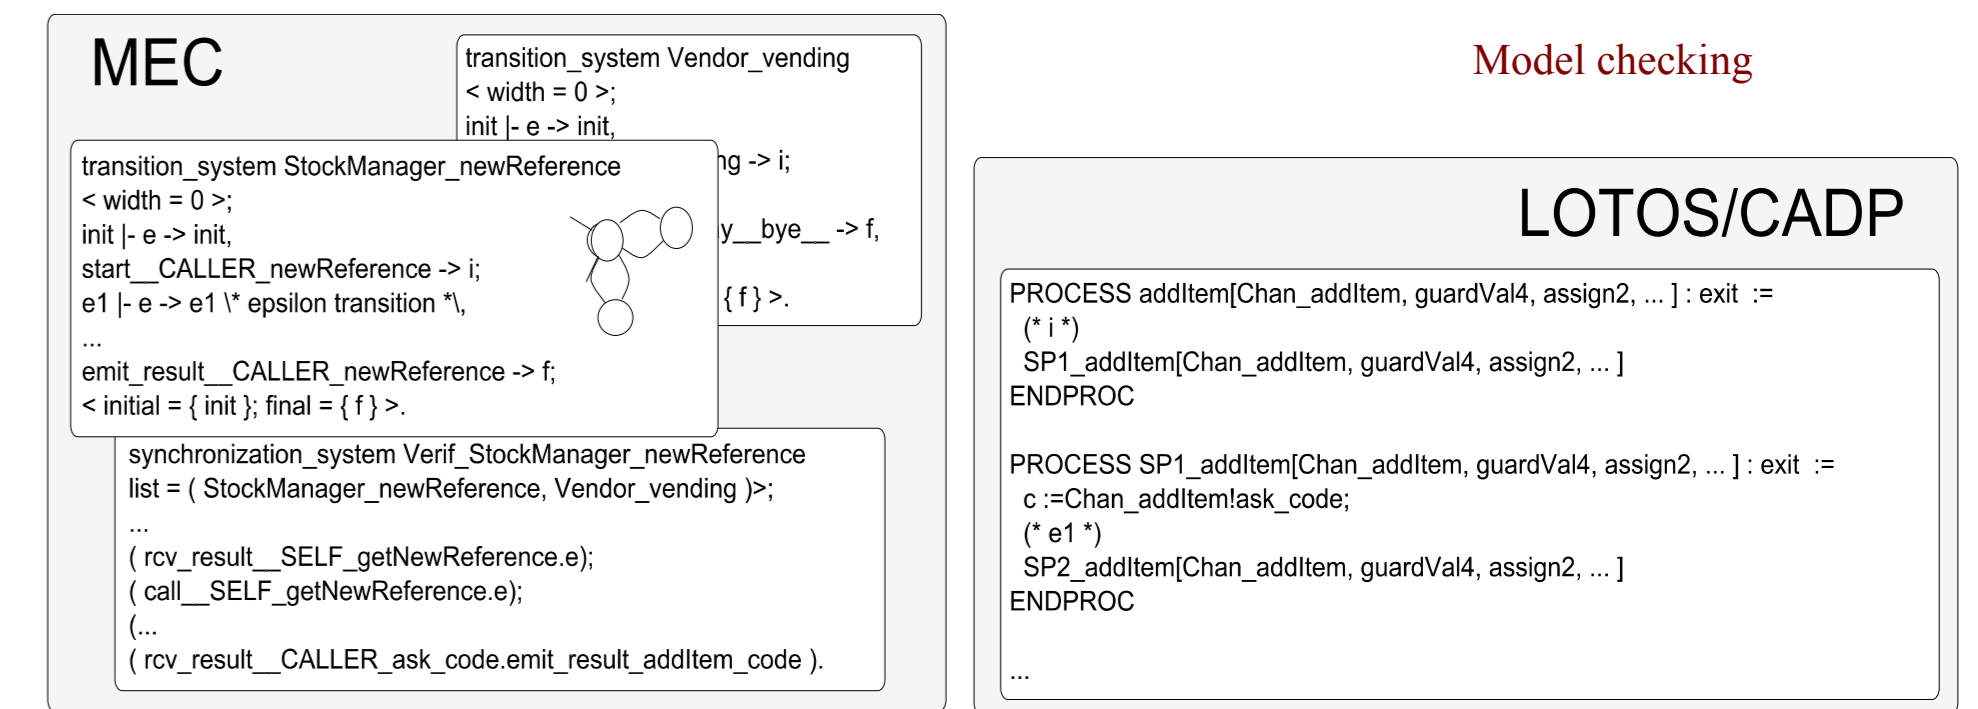 MEC
transition_system Vendor_vending
< width = 0 >;
init |- e -> init,
-> i;
-> f,
{ f } >.
transition_system StockManager_newReference
< width = 0 >;
init |- e -> init,
start__CALLER_newReference -> i;
e1 |- e -> e1 \* epsilon transition *\,
...
emit_result__CALLER_newReference -> f;
< initial = { init }; final = { f } >.
synchronization_system Verif_StockManager_newReference
list = ( StockManager_newReference, Vendor_vending )>;
...
( rcv_result__SELF_getNewReference.e);
( call__SELF_getNewReference.e);
(...
( rcv_result__CALLER_ask_code.emit_result_addItem_code ).
Model checking
LOTOS/CADP
PROCESS addItem[Chan_addItem, guardVal4, assign2, ... ] : exit :=
(* i *)
SP1_addItem[Chan_addItem, guardVal4, assign2, ... ]
ENDPROC
PROCESS SP1_addItem[Chan_addItem, guardVal4, assign2, ... ] : exit :=
c :=Chan_addItem!ask_code;
(* e1 *)
SP2_addItem[Chan_addItem, guardVal4, assign2, ... ]
ENDPROC
...